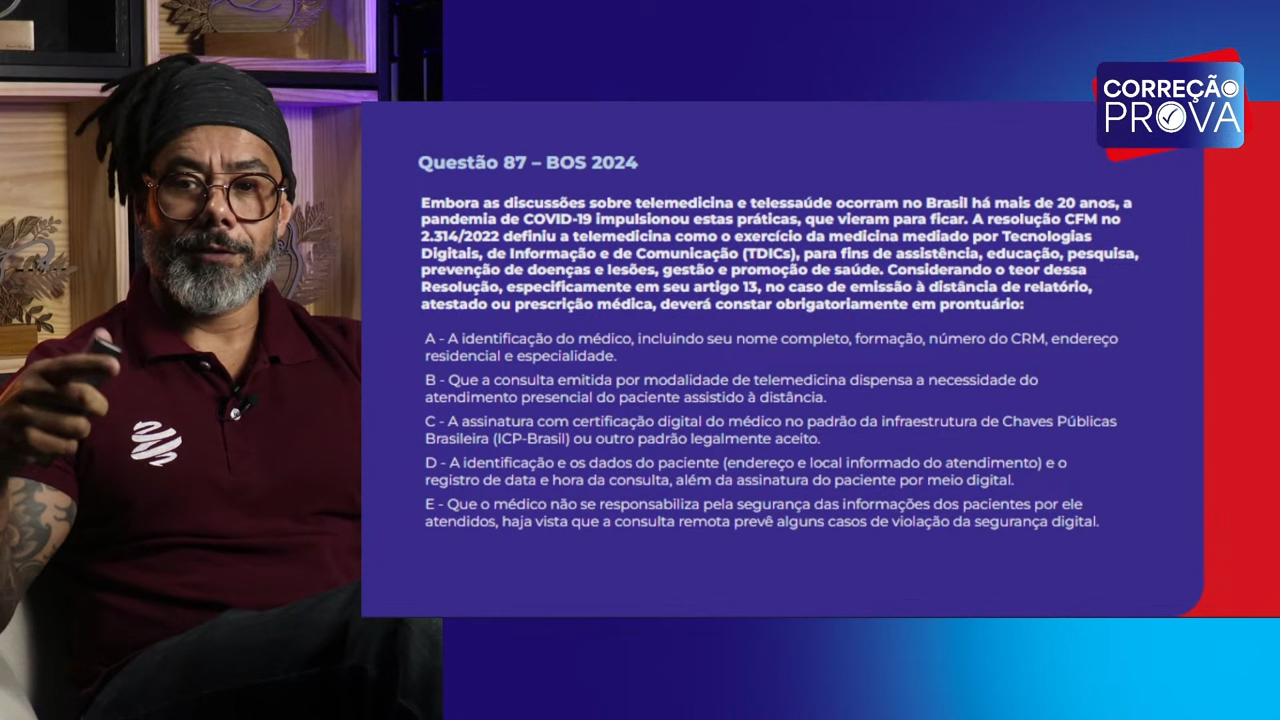 CORREÇÃO
PROVA
Questão 87 – BOS 2024
Embora as discussões sobre telemedicina e telessaúde ocorram no Brasil há mais de 20 anos, a
pandemia de COVID-19 impulsionou estas práticas, que vieram para ficar. A resolução CFM no
2.314/2022 definiu a telemedicina como o exercício da medicina mediado por Tecnologias
Digitais, de Informação e de Comunicação (TDICs), para fins de assistência, educação, pesquisa,
prevenção de doenças e lesões, gestão e promoção de saúde. Considerando o teor dessa
Resolução, especificamente em seu artigo 13, no caso de emissão à distância de relatório,
atestado ou prescrição médica, deverá constar obrigatoriamente em prontuário:
A - A identificação do médico, incluindo seu nome completo, formação, número do CRM, endereço
residencial e especialidade.
B - Que a consulta emitida por modalidade de telemedicina dispensa a necessidade do
atendimento presencial do paciente assistido à distância.
C - A assinatura com certificação digital do médico no padrão da infraestrutura de Chaves Públicas
Brasileira (ICP-Brasil) ou outro padrão legalmente aceito.
D - A identificação e os dados do paciente (endereço e local informado do atendimento) e o
registro de data e hora da consulta, além da assinatura do paciente por meio digital.
E - Que o médico não se responsabiliza pela segurança das informações dos pacientes por ele
atendidos, haja vista que a consulta remota prevê alguns casos de violação da segurança digital.